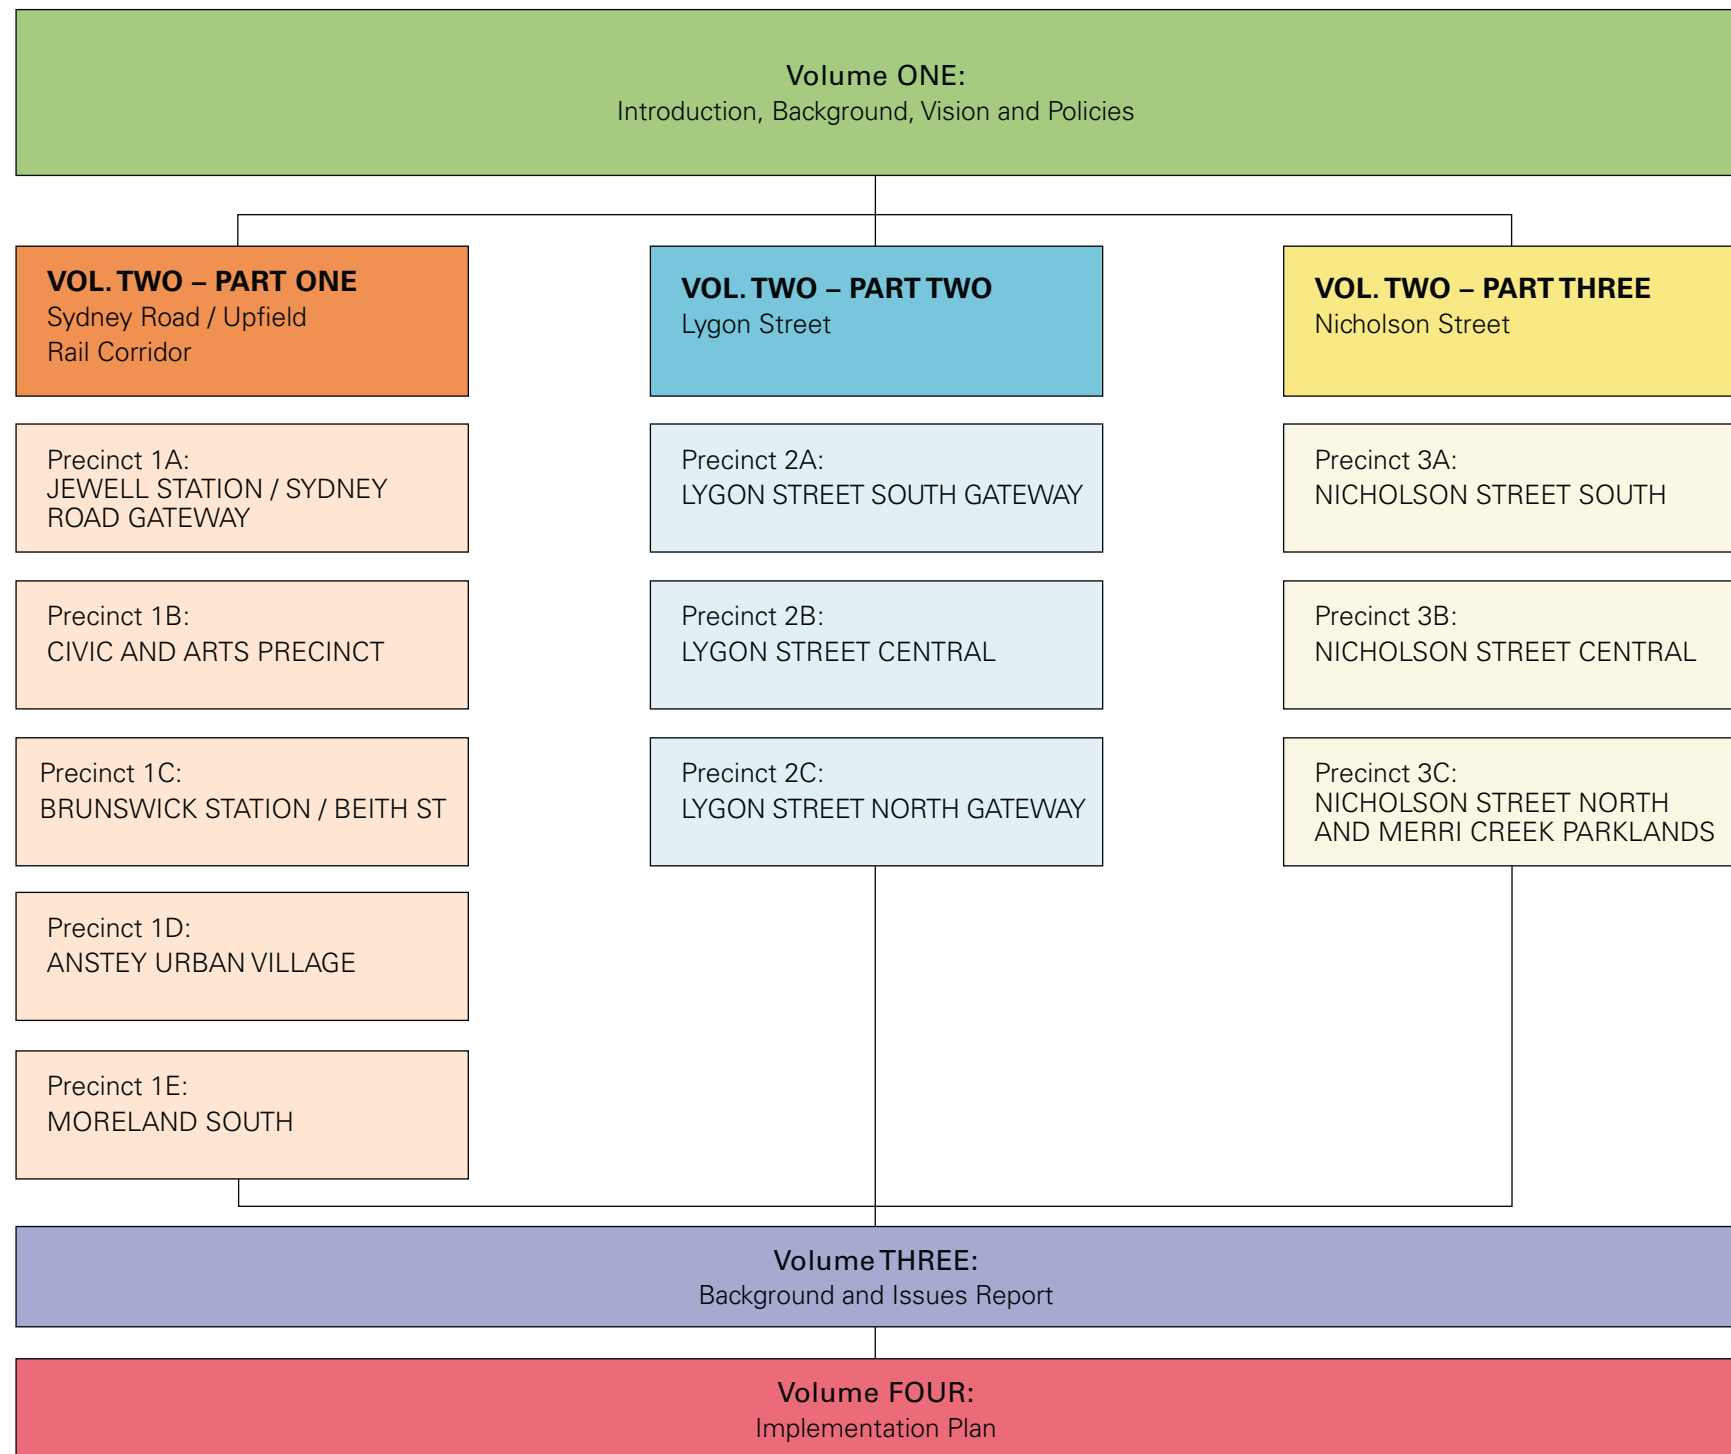 Volume ONE:
Introduction, Background, Vision and Policies
VOL. TWO – PART ONE
Sydney Road / Upfield
Rail Corridor
Precinct 1A:
JEWELL STATION / SYDNEY
ROAD GATEWAY
Precinct 1B:
CIVIC AND ARTS PRECINCT
Precinct 1C:
BRUNSWICK STATION / BEITH ST
Precinct 1D:
ANSTEY URBAN VILLAGE
Precinct 1E:
MORELAND SOUTH
VOL. TWO – PART TWO
Lygon Street
Precinct 2A:
LYGON STREET SOUTH GATEWAY
Precinct 2B:
LYGON STREET CENTRAL
Precinct 2C:
LYGON STREET NORTH GATEWAY
VOL. TWO – PART THREE
Nicholson Street
Precinct 3A:
NICHOLSON STREET SOUTH
Precinct 3B:
NICHOLSON STREET CENTRAL
Precinct 3C:
NICHOLSON STREET NORTH
AND MERRI CREEK PARKLANDS
Volume THREE:
Background and Issues Report
Volume FOUR:
Implementation Plan